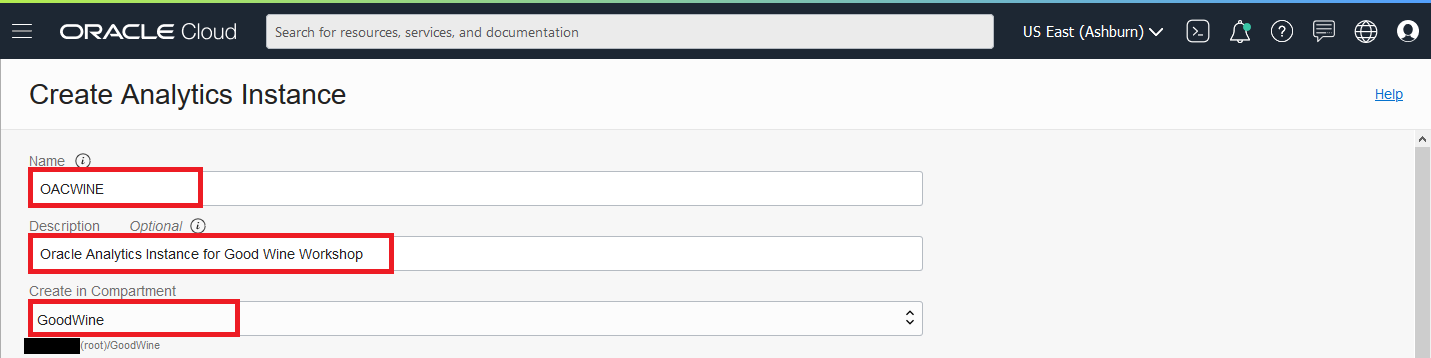 ORACLE Cloud Search for resources, services, and documentation US East (Ashburn)
Create Analytics Instance Help
Name
OACWINE
Description Optional
Oracle Analytics Instance for Good Wine Workshop
Create in Compartment
GoodWine
(root)/GoodWine